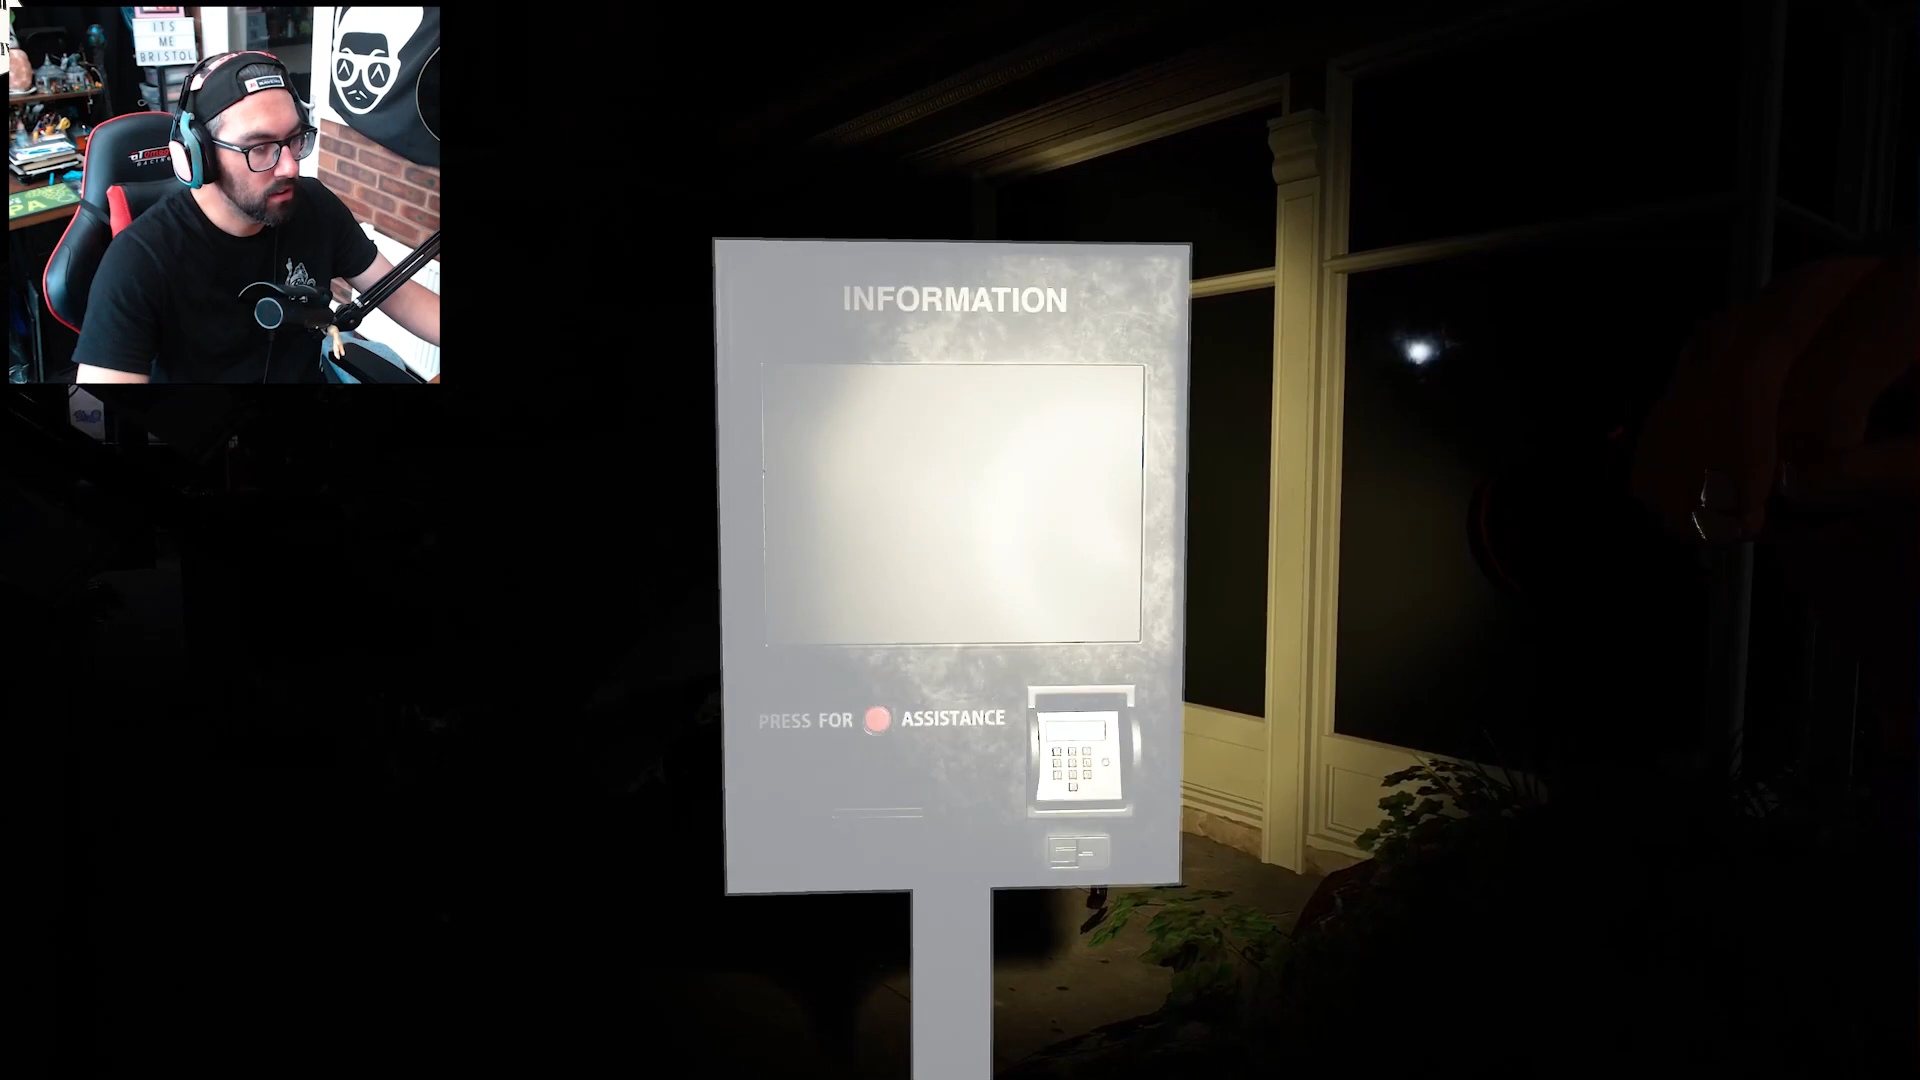 ITS
ME
BRISTOL
INFORMATION
PRESS FOR ASSISTANCE